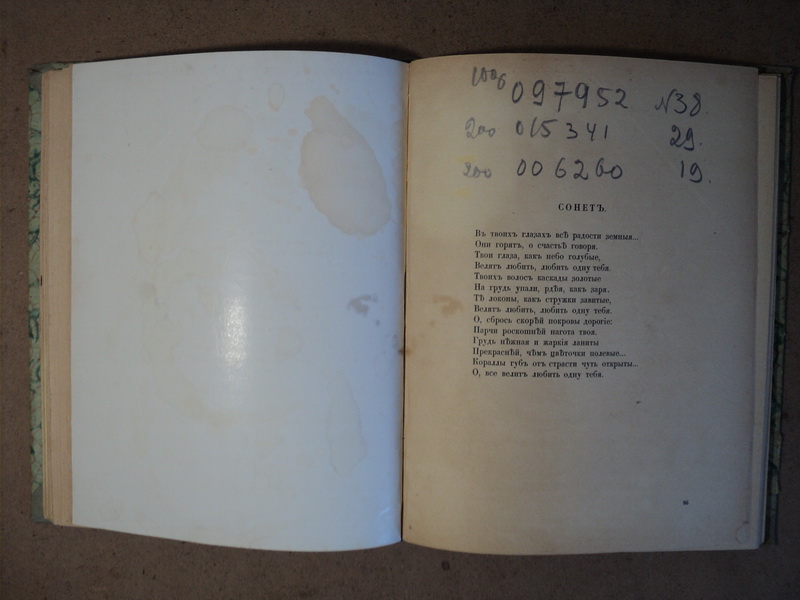 1006 097952 N38
200 015341 29.
200 006260 19.
СОНЕТЪ.
Въ твоихъ глазахъ всѣ радости земныя...
Они горятъ, о счастьѣ говоря.
Твои глаза, какъ небо голубые,
Велятъ любить, любить одну тебя.
Твоихъ волосъ каскады золотые
На грудь упали, рдѣя, какъ заря.
Тѣ локоны, какъ стружки завитые,
Велятъ любить, любить одну тебя.
О, сбрось скорѣй покровы дорогіе:
Парчи роскошнѣй нагота твоя.
Грудь нѣжная и жаркія ланиты
Прекраснѣй, чѣмъ цвѣточки полевые...
Кораллы губъ отъ страсти чуть открыты..
О, все велитъ любить одну тебя.